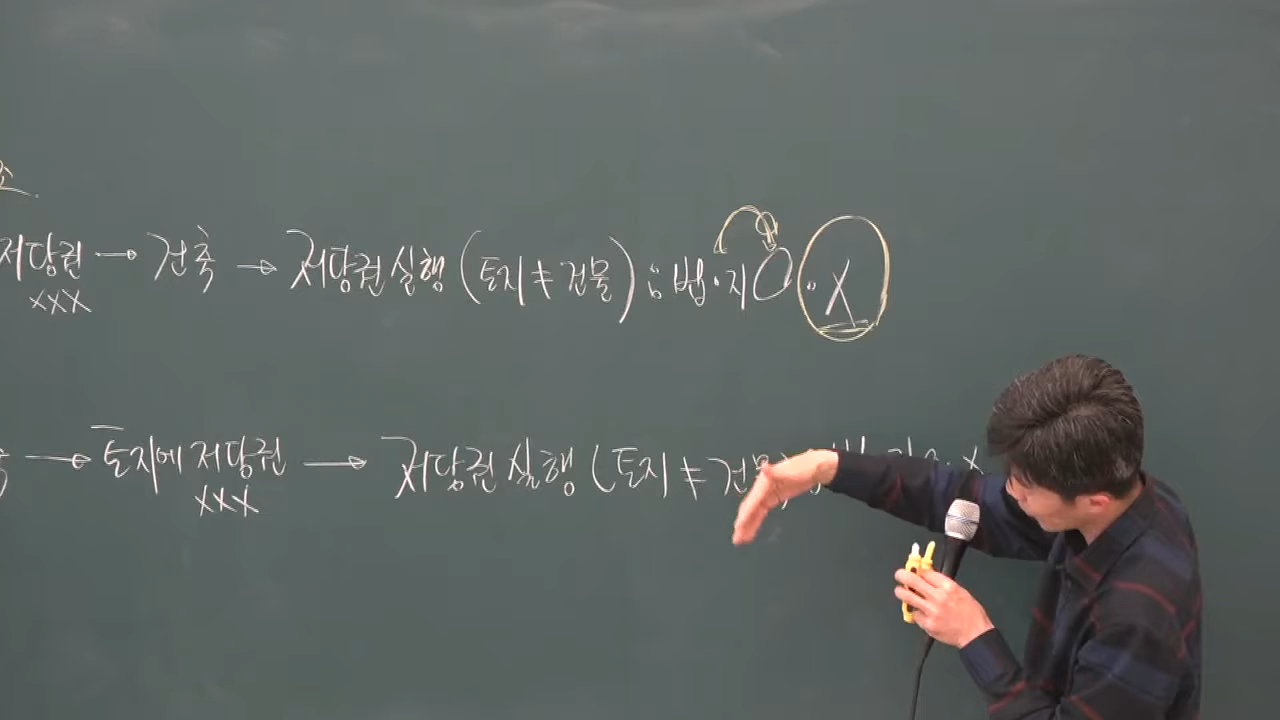 저당권 → 건축 → 저당권 실행 (토지 ≠ 건물) : 법·지 O · X
XXX
→ 토지에 저당권 → 저당권 실행 (토지 ≠ 건물)
XXX